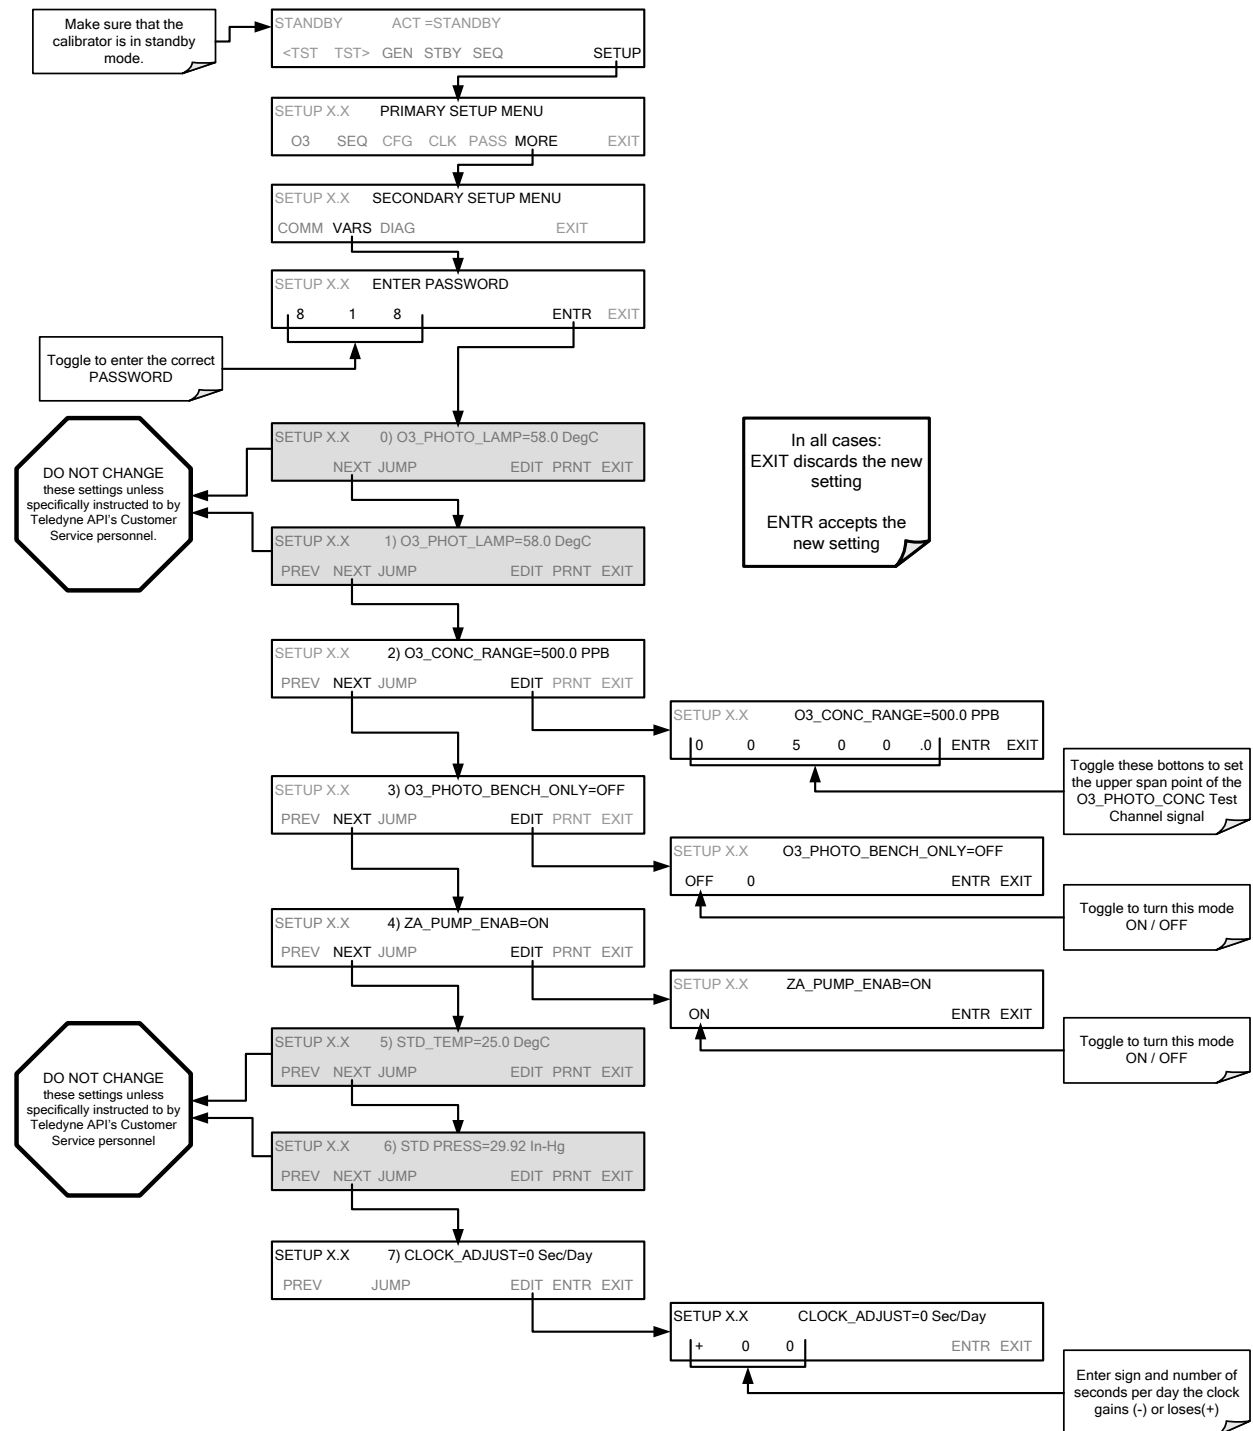 Make sure that the
calibrator is in standby
mode.
STANDBY ACT =STANDBY
<TST TST> GEN STBY SEQ SETUP
SETUP X.X PRIMARY SETUP MENU
O3 SEQ CFG CLK PASS MORE EXIT
SETUP X.X SECONDARY SETUP MENU
COMM VARS DIAG EXIT
SETUP X.X ENTER PASSWORD
8 1 8 ENTR EXIT
Toggle to enter the correct
PASSWORD
SETUP X.X 0) O3_PHOTO_LAMP=58.0 DegC
NEXT JUMP EDIT PRNT EXIT
DO NOT CHANGE
these settings unless
specifically instructed to by
Teledyne API's Customer
Service personnel.
In all cases:
EXIT discards the new
setting
ENTR accepts the
new setting
SETUP X.X 1) O3_PHOT_LAMP=58.0 DegC
PREV NEXT JUMP EDIT PRNT EXIT
SETUP X.X 2) O3_CONC_RANGE=500.0 PPB
PREV NEXT JUMP EDIT PRNT EXIT
SETUP X.X O3_CONC_RANGE=500.0 PPB
0 0 5 0 0 .0 ENTR EXIT
Toggle these bottons to set
the upper span point of the
O3_PHOTO_CONC Test
Channel signal
SETUP X.X 3) O3_PHOTO_BENCH_ONLY=OFF
PREV NEXT JUMP EDIT PRNT EXIT
SETUP X.X O3_PHOTO_BENCH_ONLY=OFF
OFF 0 ENTR EXIT
Toggle to turn this mode
ON / OFF
SETUP X.X 4) ZA_PUMP_ENAB=ON
PREV NEXT JUMP EDIT PRNT EXIT
SETUP X.X ZA_PUMP_ENAB=ON
ON ENTR EXIT
Toggle to turn this mode
ON / OFF
SETUP X.X 5) STD_TEMP=25.0 DegC
PREV NEXT JUMP EDIT PRNT EXIT
DO NOT CHANGE
these settings unless
specifically instructed to by
Teledyne API's Customer
Service personnel
SETUP X.X 6) STD PRESS=29.92 In-Hg
PREV NEXT JUMP EDIT PRNT EXIT
SETUP X.X 7) CLOCK_ADJUST=0 Sec/Day
PREV JUMP EDIT ENTR EXIT
SETUP X.X CLOCK_ADJUST=0 Sec/Day
+ 0 0 ENTR EXIT
Enter sign and number of
seconds per day the clock
gains (-) or loses(+)